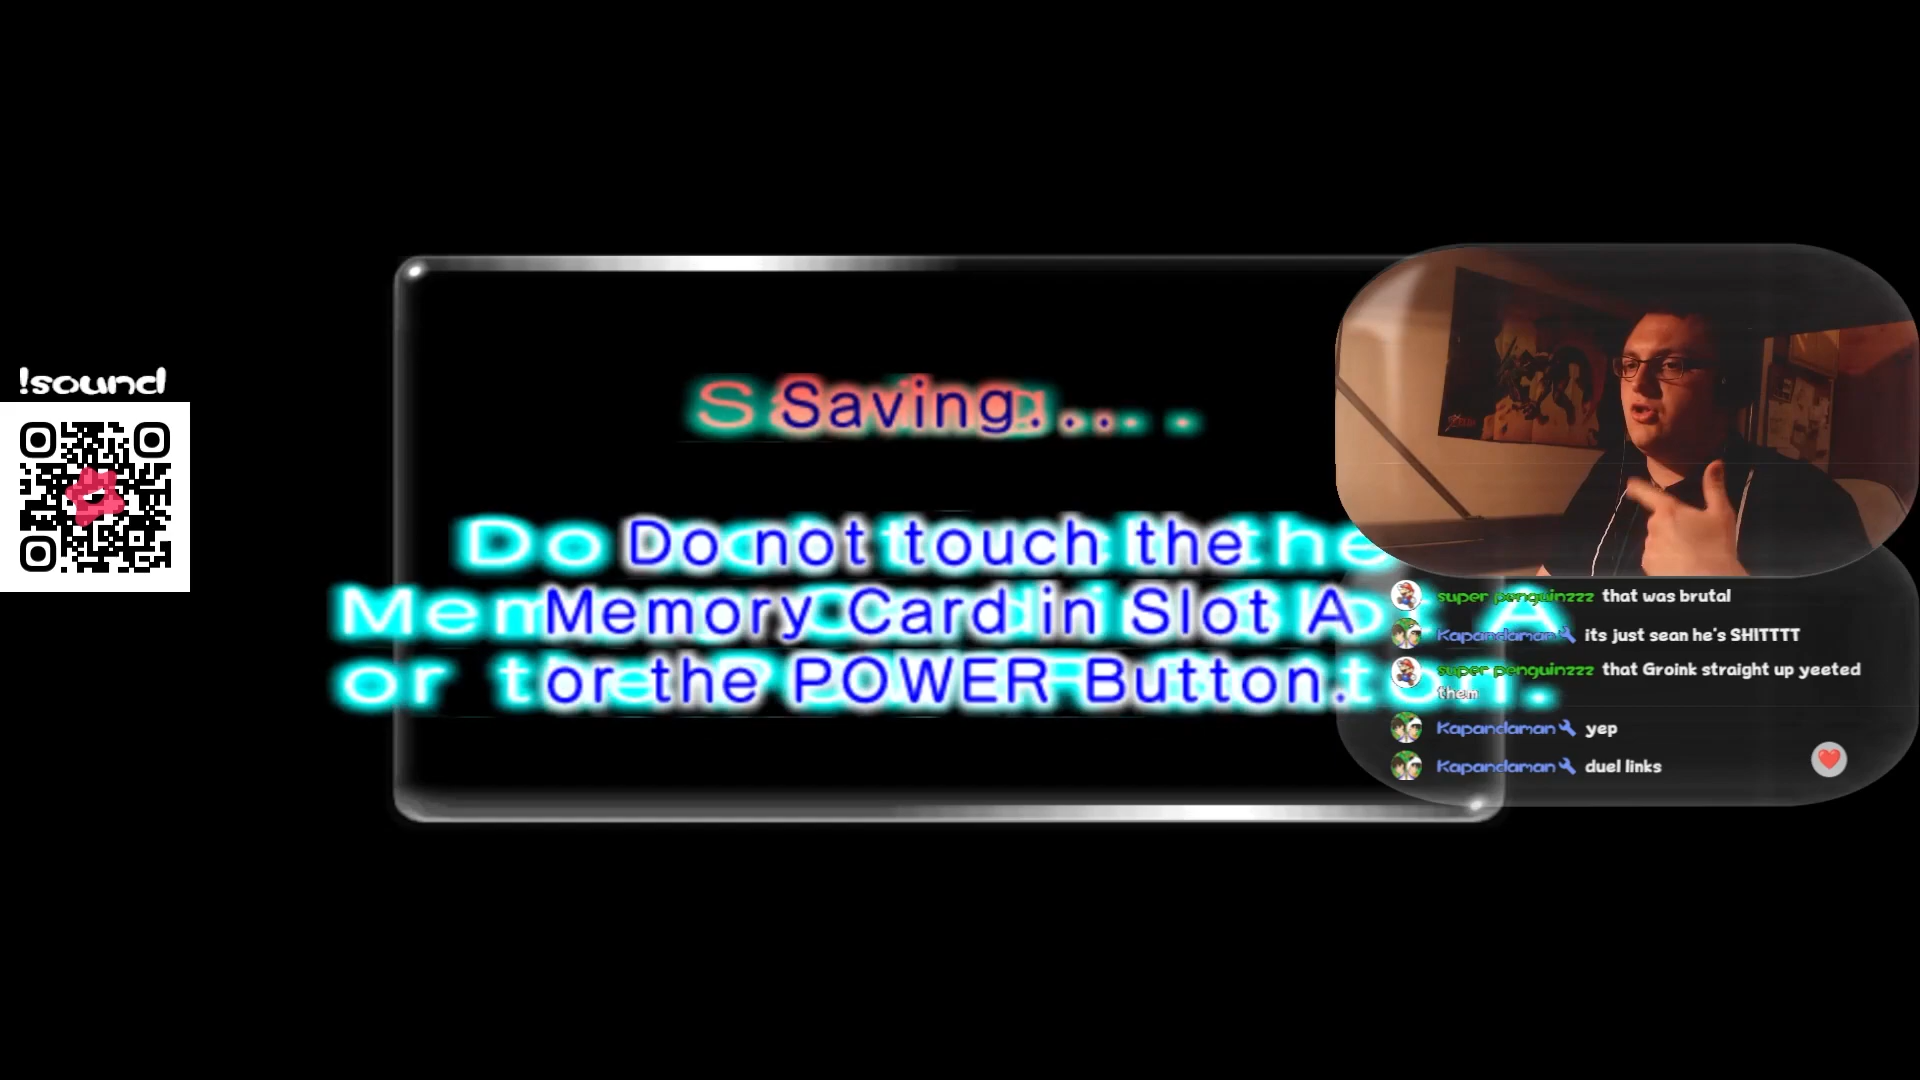 !sound
Saving...
Do not touch the
Memory Card in Slot A
or the POWER Button.
super penguinzzz that was brutal
Kapandaman its just sean he's SHITTTT
super penguinzzz that Groink straight up yeeted
them
Kapandaman yep
Kapandaman duel links